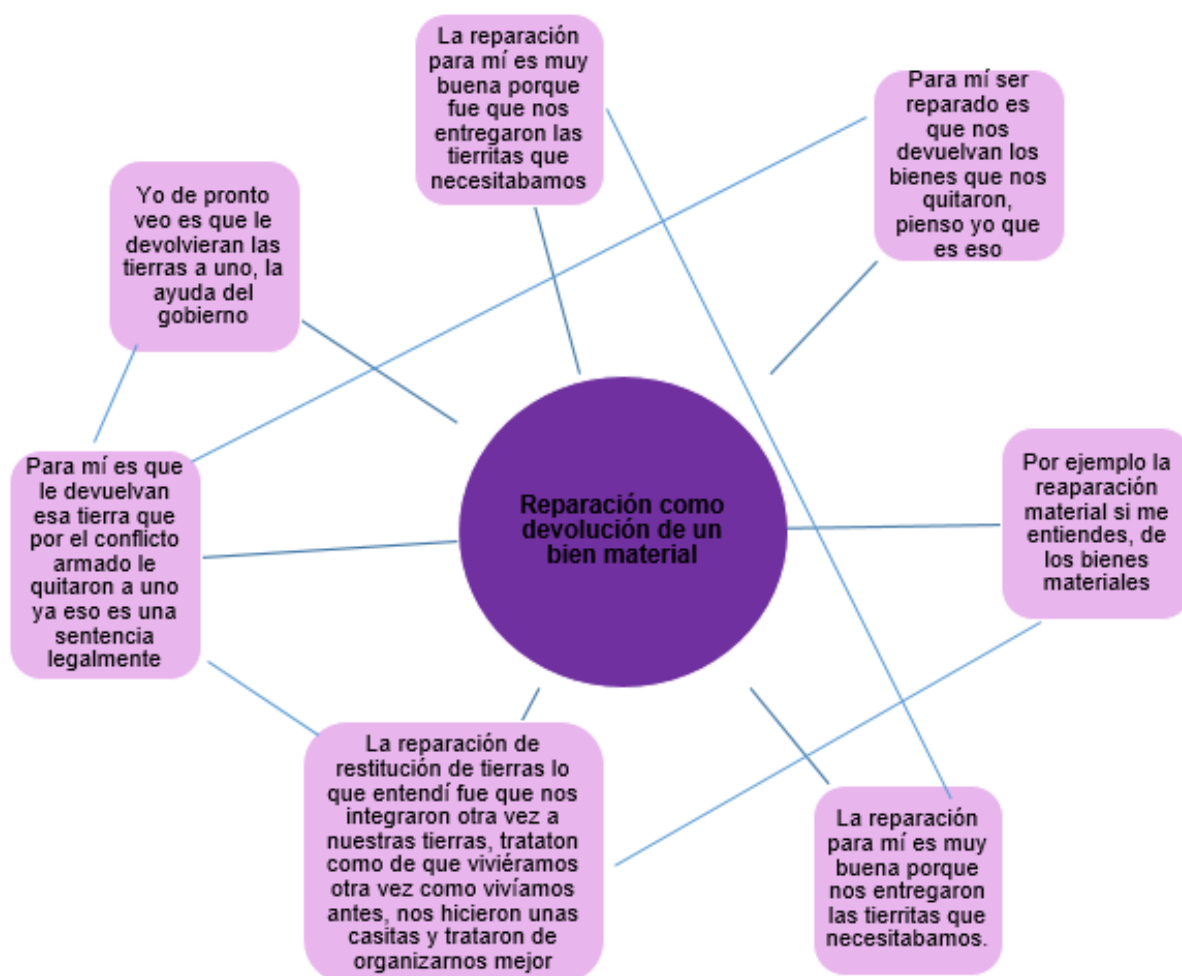 La reparación
para mí es muy
buena porque
fue que nos
entregaron las
tierritas que
necesitabamos
Para mí ser
reparado es
que nos
devuelvan los
bienes que nos
quitaron,
pienso yo que
es eso
Yo de pronto
veo es que le
devolvieran las
tierras a uno, la
ayuda del
gobierno
Para mí es que
le devuelvan
esa tierra que
por el conflicto
armado le
quitaron a uno
ya eso es una
sentencia
legalmente
Reparación como
devolución de un
bien material
Por ejemplo la
reaparación
material si me
entiendes, de
los bienes
materiales
La reparación de
restitución de tierras lo
que entendí fue que nos
integraron otra vez a
nuestras tierras, trataton
como de que viviéramos
otra vez como vivíamos
antes, nos hicieron unas
casitas y trataron de
organizarnos mejor
La reparación
para mí es muy
buena porque
nos entregaron
las tierritas que
necesitabamos.